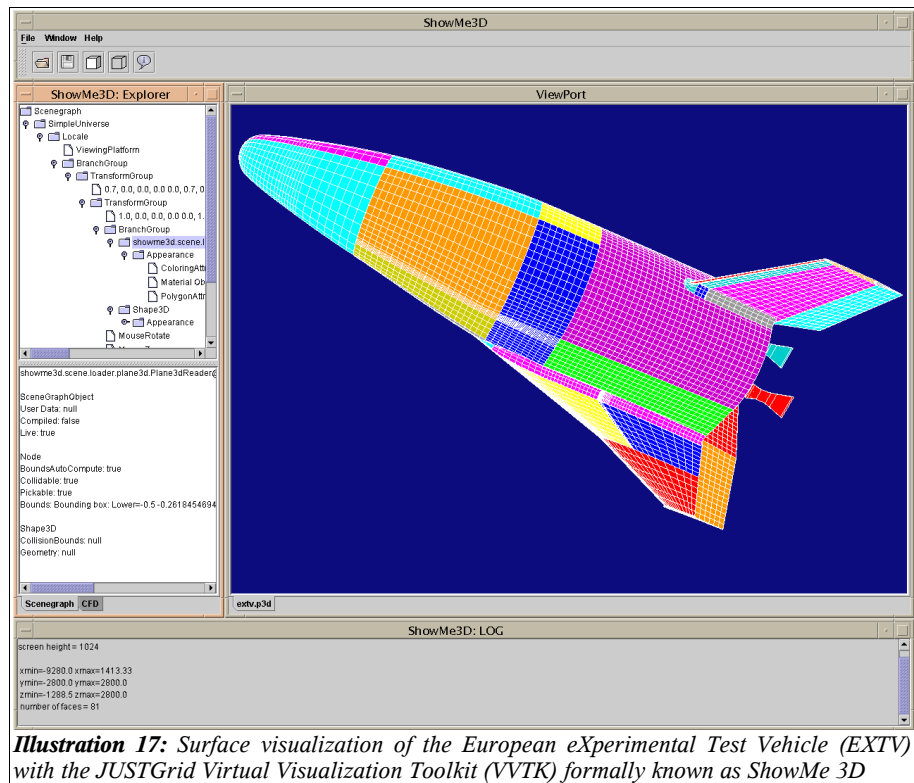 ShowMe3D
File Window Help
ShowMe3D: Explorer
Scenegraph
SimpleUniverse
Locale
ViewingPlatform
BranchGroup
TransformGroup
0.7, 0.0, 0.0, 0.0 0.0, 0.7, 0
TransformGroup
1.0, 0.0, 0.0, 0.0 0.0, 1.
BranchGroup
showme3d.scene.l
Appearance
ColoringAttr
Material Ob
PolygonAttr
Shape3D
Appearance
MouseRotate
showme3d.scene.loader.plane3d.Plane3dReader@
SceneGraphObject
User Data: null
Compiled: false
Live: true
Node
BoundsAutoCompute: true
Collidable: true
Pickable: true
Bounds: Bounding box: Lower=-0.5 -0.2618454694
Shape3D
CollisionBounds: null
Geometry: null
Scenegraph CFD
ViewPort
extv.p3d
ShowMe3D: LOG
screen height = 1024
xmin=-9280.0 xmax=1413.33
ymin=-2800.0 ymax=2800.0
zmin=-1288.5 zmax=2800.0
number of faces = 81
Illustration 17: Surface visualization of the European eXperimental Test Vehicle (EXTV)
with the JUSTGrid Virtual Visualization Toolkit (VVTK) formally known as ShowMe 3D